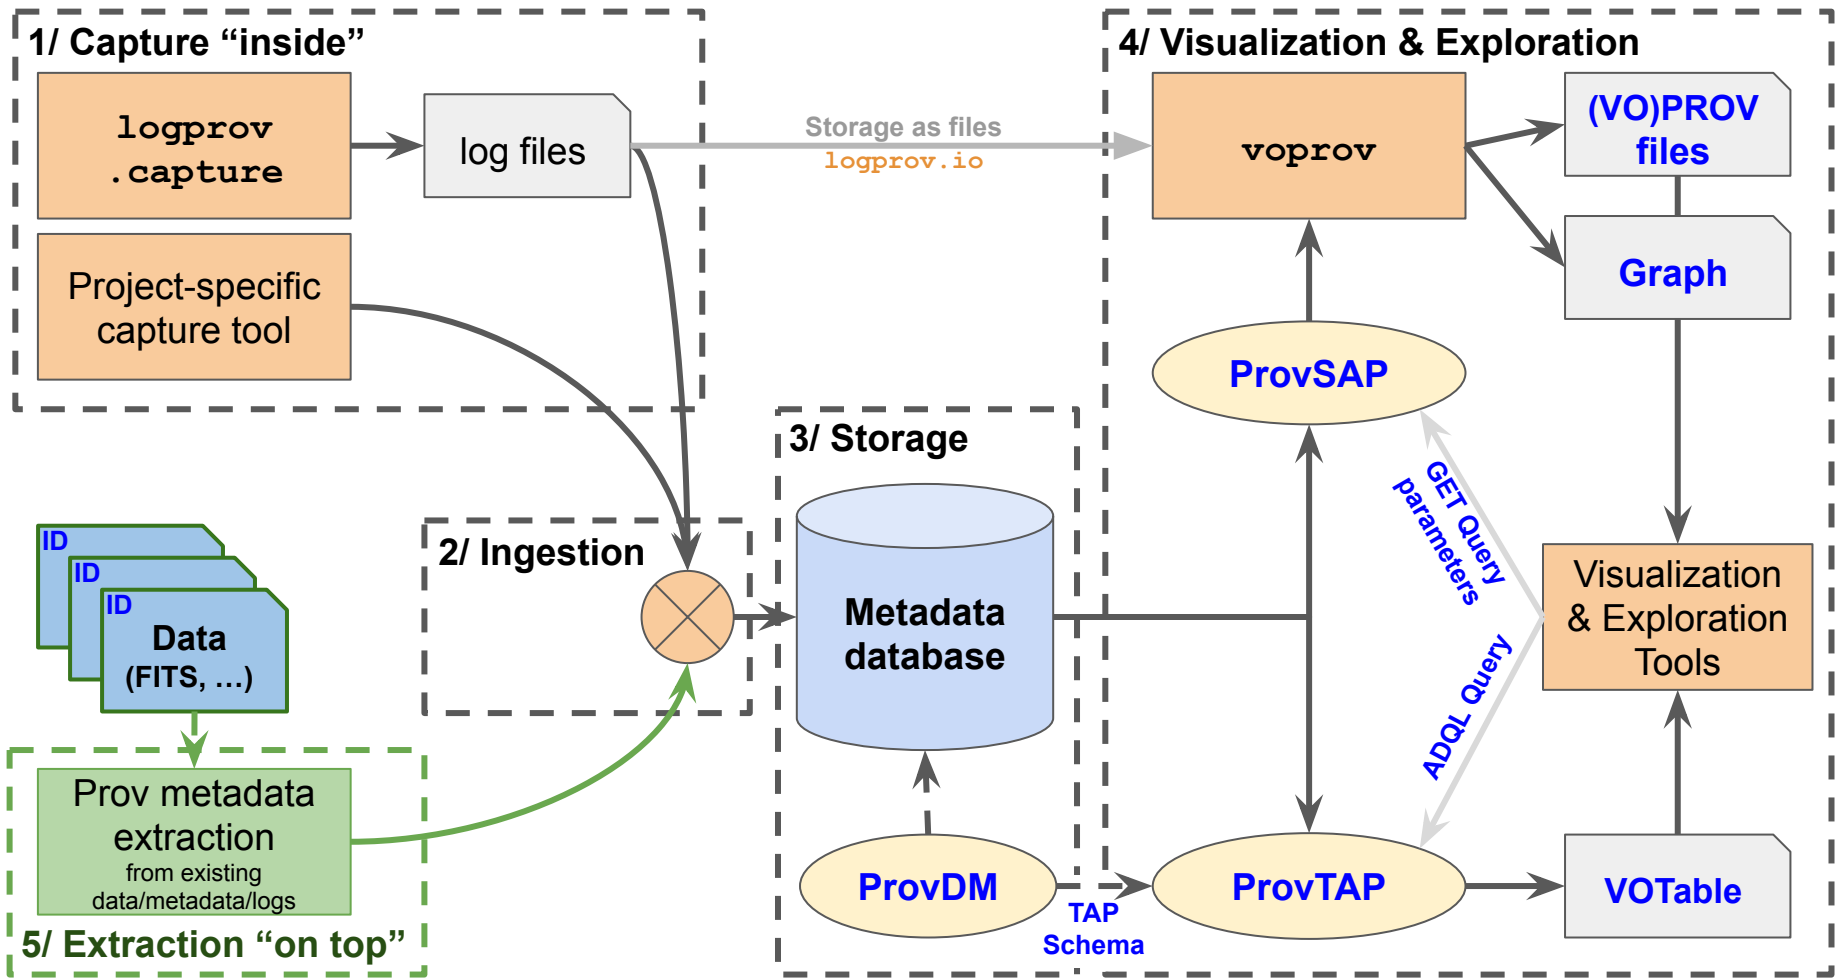 1/ Capture “inside”
logprov
.capture
log files
Project-specific
capture tool
Storage as files
logprov.io
4/ Visualization & Exploration
voprov
(VO)PROV
files
Graph
ProvSAP
GET Query
parameters
ADQL Query
Visualization
& Exploration
Tools
2/ Ingestion
3/ Storage
Metadata
database
ID
ID
ID
Data
(FITS, …)
Prov metadata
extraction
from existing
data/metadata/logs
5/ Extraction “on top”
ProvDM
TAP
Schema
ProvTAP
VOTable